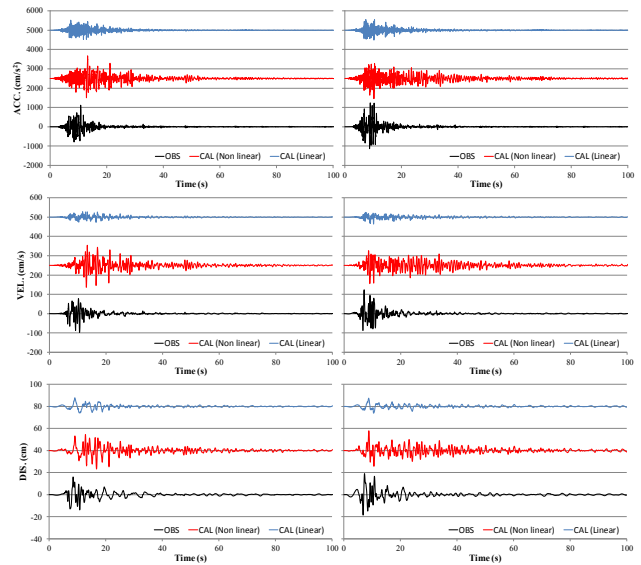 6000
5000
4000
3000
2000
1000
0
-1000
-2000
ACC. (cm/s²)
OBS CAL (Non linear) CAL (Linear)
0 20 40 60 80 100
Time (s)
OBS CAL (Non linear) CAL (Linear)
0 20 40 60 80 100
Time (s)
600
500
400
300
200
100
0
-100
-200
VEL. (cm/s)
OBS CAL (Non linear) CAL (Linear)
0 20 40 60 80 100
Time (s)
OBS CAL (Non linear) CAL (Linear)
0 20 40 60 80 100
Time (s)
100
80
60
40
20
0
-20
-40
DIS. (cm)
OBS CAL (Non linear) CAL (Linear)
0 20 40 60 80 100
Time (s)
OBS CAL (Non linear) CAL (Linear)
0 20 40 60 80 100
Time (s)